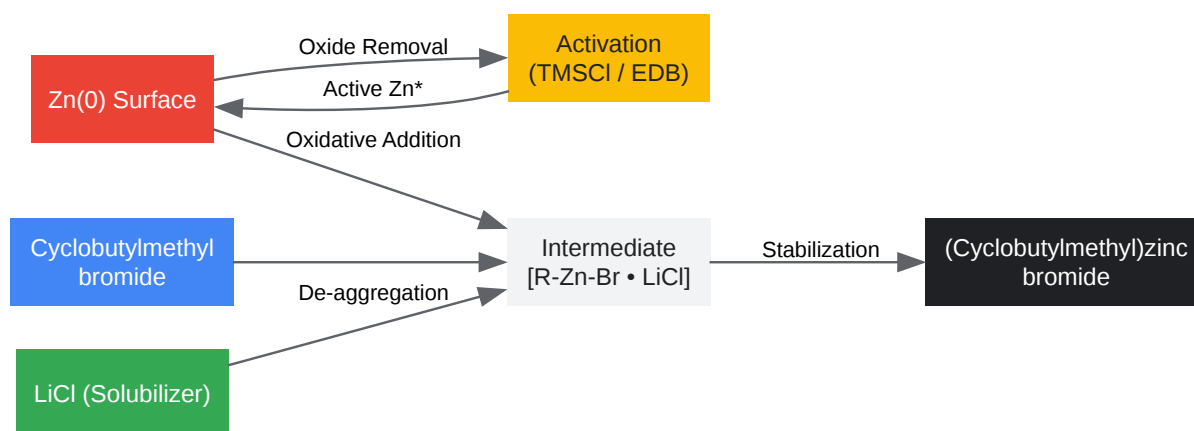 Oxide Removal
Activation
(TMSCl / EDB)
Zn(0) Surface
Active Zn*
Oxidative Addition
Cyclobutylmethyl
bromide
Intermediate
[R-Zn-Br • LiCl]
Stabilization
(Cyclobutylmethyl)zinc
bromide
De-aggregation
LiCl (Solubilizer)